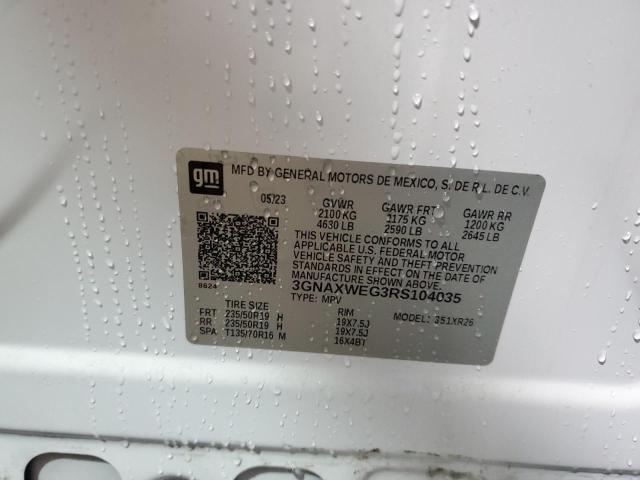 gm MFD BY GENERAL MOTORS DE MEXICO, S. DE R.L. DE C.V.
05/23 GVWR GAWR FRT GAWR RR
2100 KG 1175 KG 1200 KG
4630 LB 2590 LB 2645 LB
THIS VEHICLE CONFORMS TO ALL
APPLICABLE U.S. FEDERAL MOTOR
VEHICLE SAFETY AND THEFT PREVENTION
STANDARDS IN EFFECT ON THE DATE OF
MANUFACTURE SHOWN ABOVE.
8624
3GNAXWEG3RS104035
TYPE: MPV MODEL: 351XR26
TIRE SIZE RIM
FRT 235/50R19 H 19X7.5J
RR 235/50R19 H 19X7.5J
SPA T135/70R16 M 16X4BT